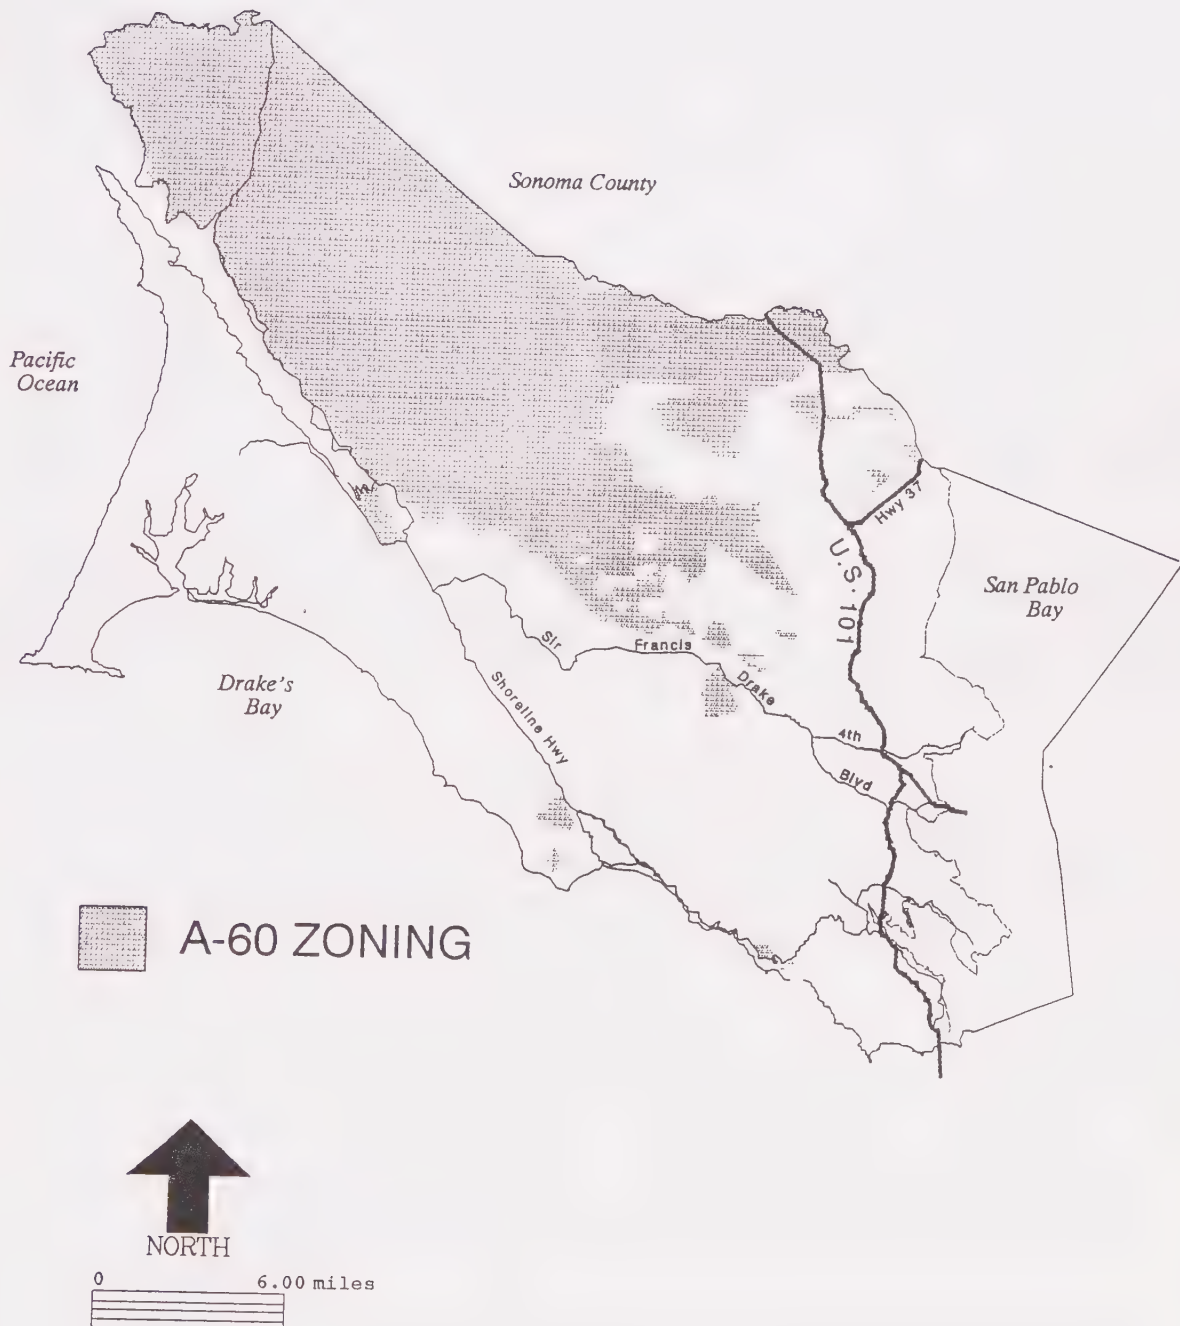 Sonoma County
Pacific
Ocean
Hwy 37
U.S. 101
San Pablo
Bay
Sir Francis Drake
Blvd
4th
Drake's
Bay
Shoreline Hwy
A-60 ZONING
NORTH
0 6.00 miles